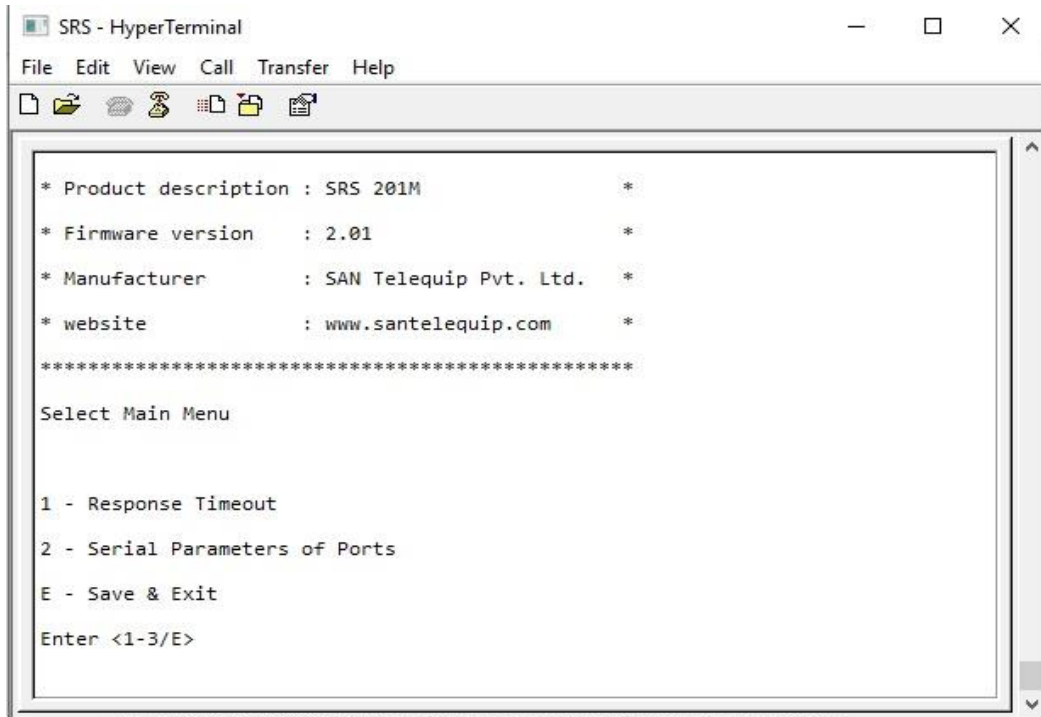 SRS - HyperTerminal
File Edit View Call Transfer Help
* Product description : SRS 201M *
* Firmware version : 2.01 *
* Manufacturer : SAN Telequip Pvt. Ltd. *
* website : www.santelequip.com *
**************************************************
Select Main Menu
1 - Response Timeout
2 - Serial Parameters of Ports
E - Save & Exit
Enter <1-3/E>